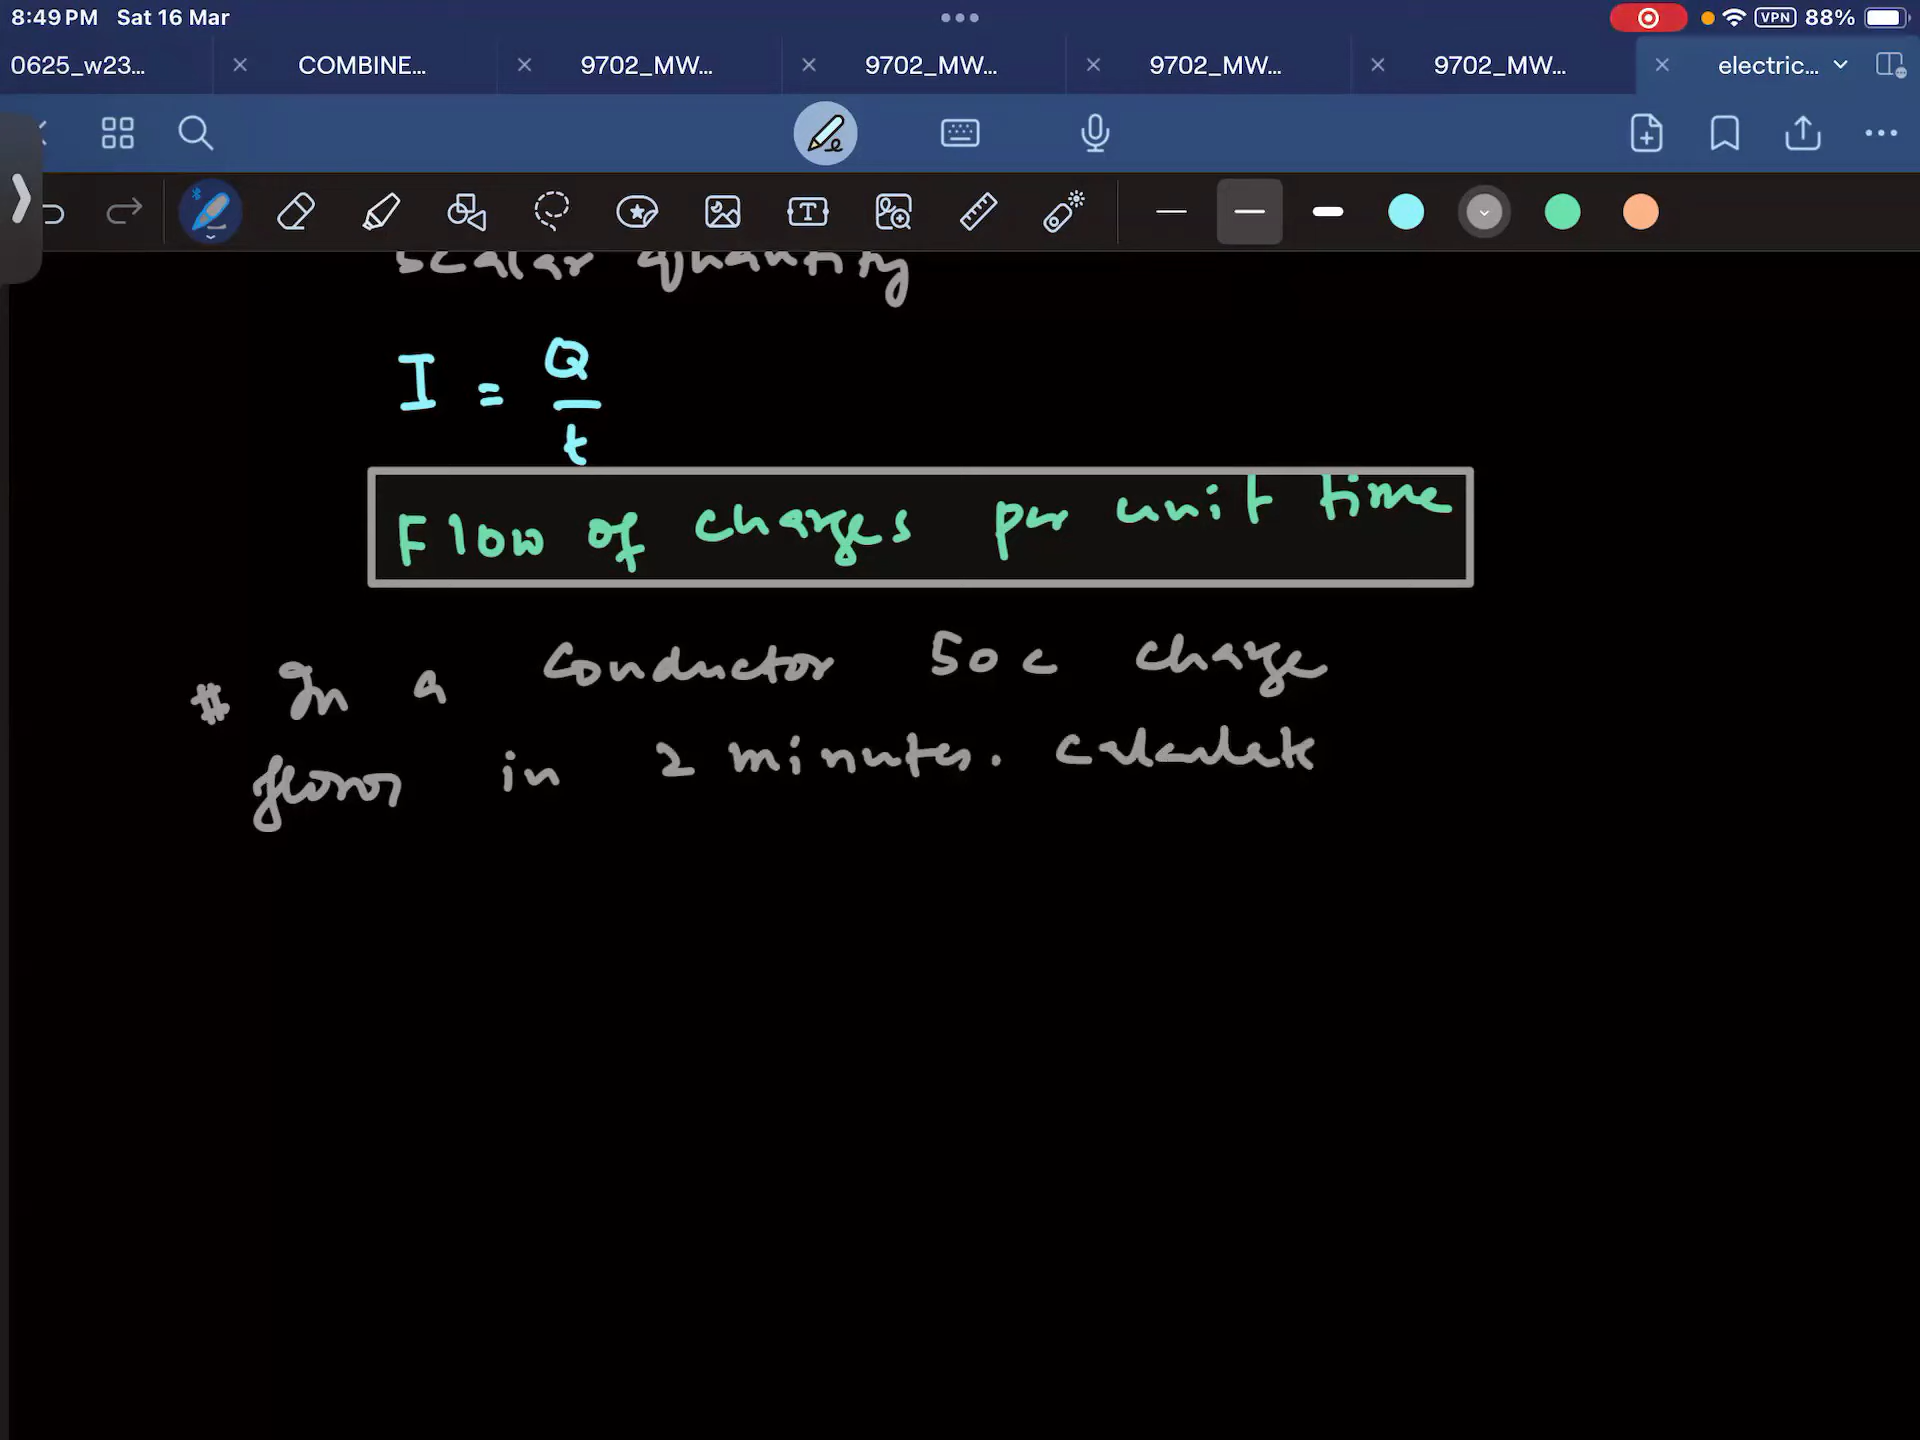 8:49 PM Sat 16 Mar
VPN 88%
0625_w23... COMBINE... 9702_MW... 9702_MW... 9702_MW... 9702_MW... electric...
scalar quantity
I = Q
t
Flow of charges per unit time
# In a conductor 50 c charge
flows in 2 minutes. calculate